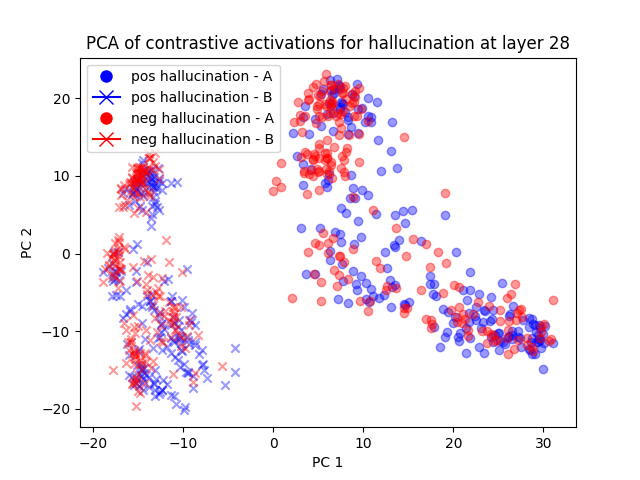 PCA of contrastive activations for hallucination at layer 28
pos hallucination - A
pos hallucination - B
neg hallucination - A
neg hallucination - B
20
10
0
−10
−20
PC 2
−20
−10
0
10
20
30
PC 1